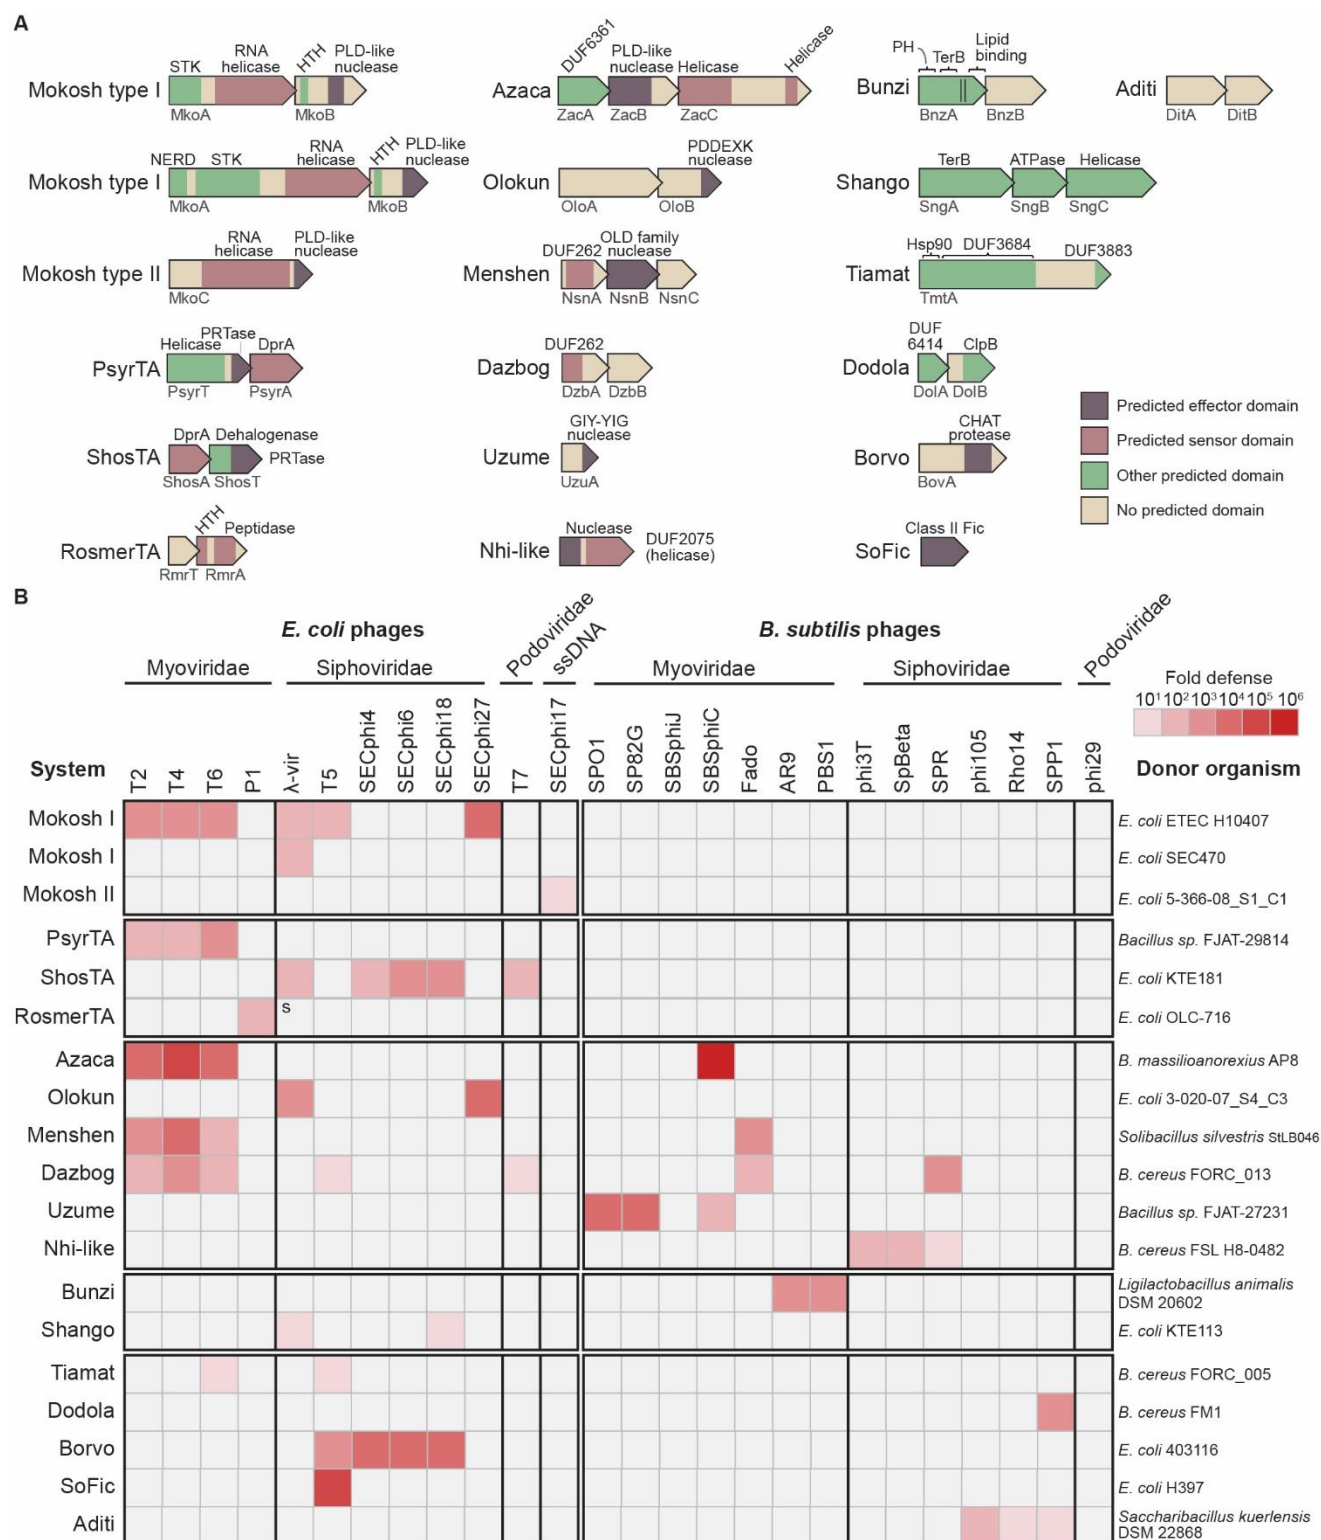 A
Mokosh type I
STK
RNA
helicase
HTH
PLD-like
nuclease
MkoA
MkoB
Azaca
DUF6361
PLD-like
nuclease
Helicase
Helicase
ZacA
ZacB
ZacC
Bunzi
PH
TerB
Lipid
binding
BnzA
BnzB
Aditi
DitA
DitB
Mokosh type I
NERD
STK
RNA
helicase
HTH
PLD-like
nuclease
MkoA
MkoB
Olokun
PDDEXK
nuclease
OloA
OloB
Shango
TerB
ATPase
Helicase
SngA
SngB
SngC
Mokosh type II
RNA
helicase
PLD-like
nuclease
MkoC
Menshen
DUF262
OLD family
nuclease
NsnA
NsnB
NsnC
Tiamat
Hsp90
DUF3684
DUF3883
TmtA
PsyrTA
Helicase
PRTase
DprA
PsyrT
PsyrA
Dazbog
DUF262
DzbA
DzbB
Dodola
DUF
6414
ClpB
DolA
DolB
ShosTA
DprA
Dehalogenase
PRTase
ShosA
ShosT
Uzume
GIY-YIG
nuclease
UzuA
Borvo
CHAT
protease
BovA
RosmerTA
HTH
Peptidase
RmrT
RmrA
Nhi-like
Nuclease
DUF2075
(helicase)
SoFic
Class II Fic
Predicted effector domain
Predicted sensor domain
Other predicted domain
No predicted domain
B
E. coli phages
B. subtilis phages
Myoviridae
Siphoviridae
Podoviridae
ssDNA
Myoviridae
Siphoviridae
Podoviridae
Fold defense
10¹ 10² 10³ 10⁴ 10⁵ 10⁶
System
T2
T4
T6
P1
λ-vir
T5
SECphi4
SECphi6
SECphi18
SECphi27
T7
SECphi17
SPO1
SP82G
SBSphiJ
SBSphiC
Fado
AR9
PBS1
phi3T
SpBeta
SPR
phi105
Rho14
SPP1
phi29
Donor organism
Mokosh I
E. coli ETEC H10407
Mokosh I
E. coli SEC470
Mokosh II
E. coli 5-366-08_S1_C1
PsyrTA
Bacillus sp. FJAT-29814
ShosTA
E. coli KTE181
RosmerTA
s
E. coli OLC-716
Azaca
B. massilioanorexius AP8
Olokun
E. coli 3-020-07_S4_C3
Menshen
Solibacillus silvestris StLB046
Dazbog
B. cereus FORC_013
Uzume
Bacillus sp. FJAT-27231
Nhi-like
B. cereus FSL H8-0482
Bunzi
Ligilactobacillus animalis
DSM 20602
Shango
E. coli KTE113
Tiamat
B. cereus FORC_005
Dodola
B. cereus FM1
Borvo
E. coli 403116
SoFic
E. coli H397
Aditi
Saccharibacillus kuerlensis
DSM 22868